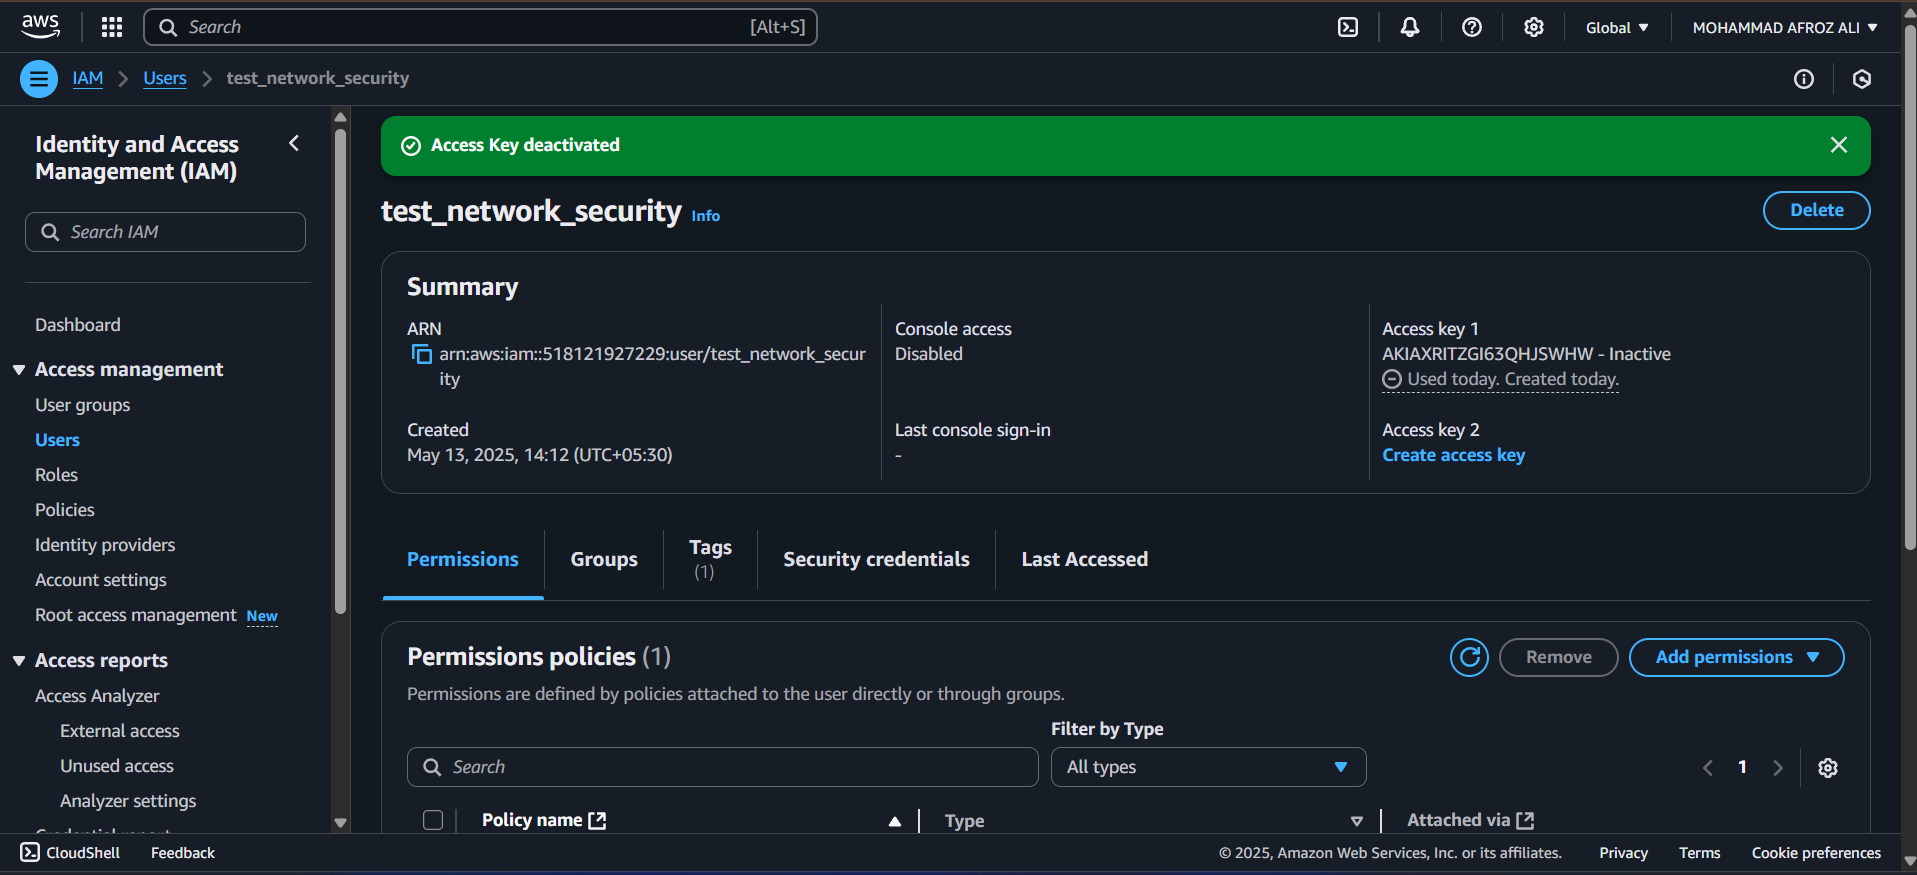 aws
Search
[Alt+S]
Global
MOHAMMAD AFROZ ALI
IAM
Users
test_network_security
Identity and Access
Management (IAM)
Search IAM
Dashboard
Access management
User groups
Users
Roles
Policies
Identity providers
Account settings
Root access management New
Access reports
Access Analyzer
External access
Unused access
Analyzer settings
Credential report
Access Key deactivated
test_network_security Info
Delete
Summary
ARN
arn:aws:iam::518121927229:user/test_network_secur
ity
Created
May 13, 2025, 14:12 (UTC+05:30)
Console access
Disabled
Last console sign-in
-
Access key 1
AKIAXRITZGI63QHJSWHW - Inactive
Used today. Created today.
Access key 2
Create access key
Permissions
Groups
Tags
(1)
Security credentials
Last Accessed
Permissions policies (1)
Remove
Add permissions
Permissions are defined by policies attached to the user directly or through groups.
Filter by Type
Search
All types
1
Policy name
Type
Attached via
CloudShell
Feedback
© 2025, Amazon Web Services, Inc. or its affiliates.
Privacy
Terms
Cookie preferences